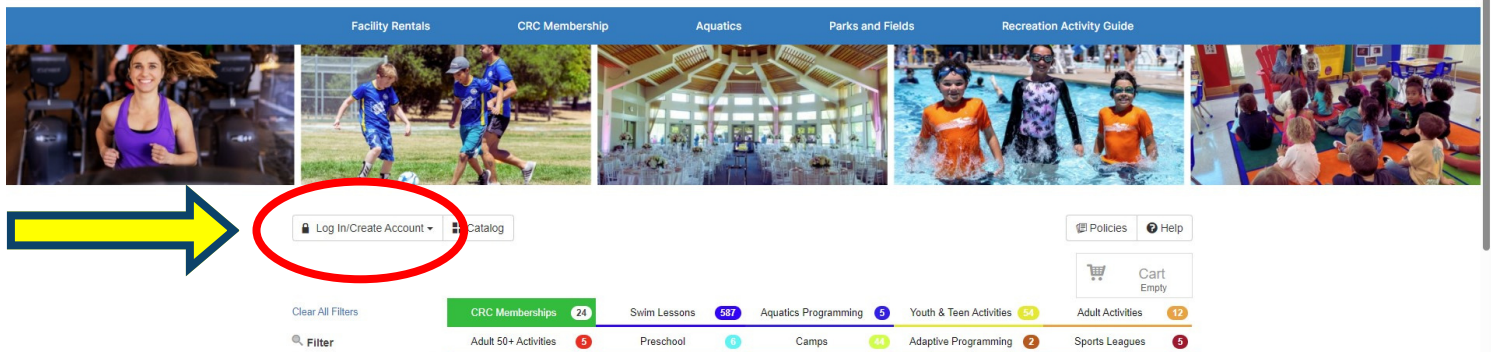 Facility Rentals CRC Membership Aquatics Parks and Fields Recreation Activity Guide
Log In/Create Account Catalog Policies Help
Cart
Empty
Clear All Filters CRC Memberships 24 Swim Lessons 587 Aquatics Programming 5 Youth & Teen Activities 54 Adult Activities 12
Filter Adult 50+ Activities 5 Preschool 6 Camps 44 Adaptive Programming 2 Sports Leagues 5